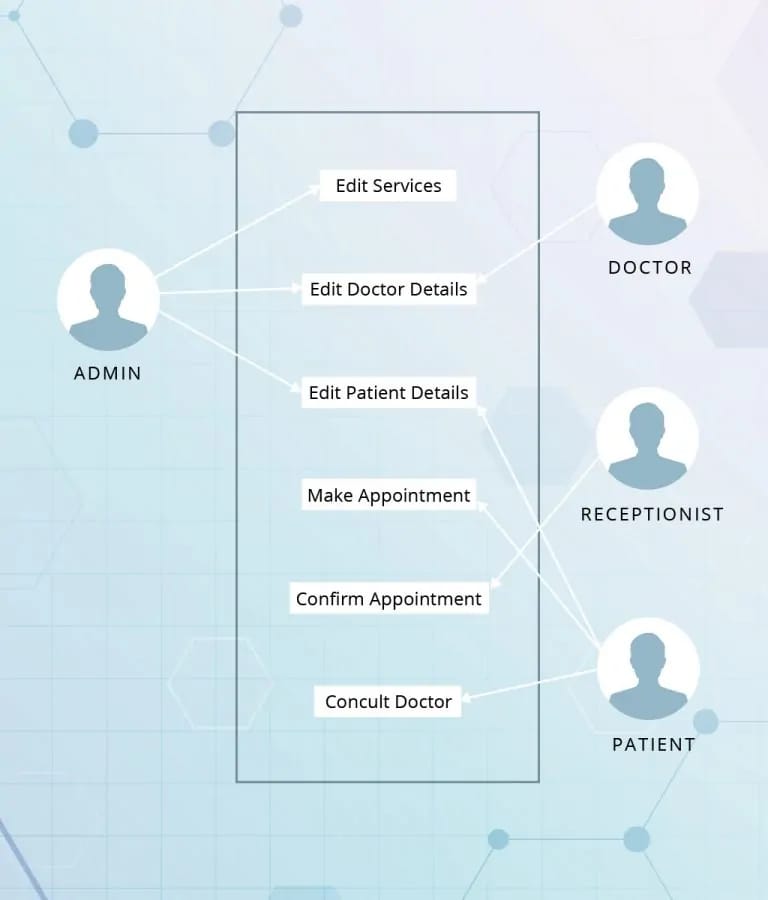 Edit Services
DOCTOR
Edit Doctor Details
ADMIN
Edit Patient Details
Make Appointment
RECEPTIONIST
Confirm Appointment
Concult Doctor
PATIENT